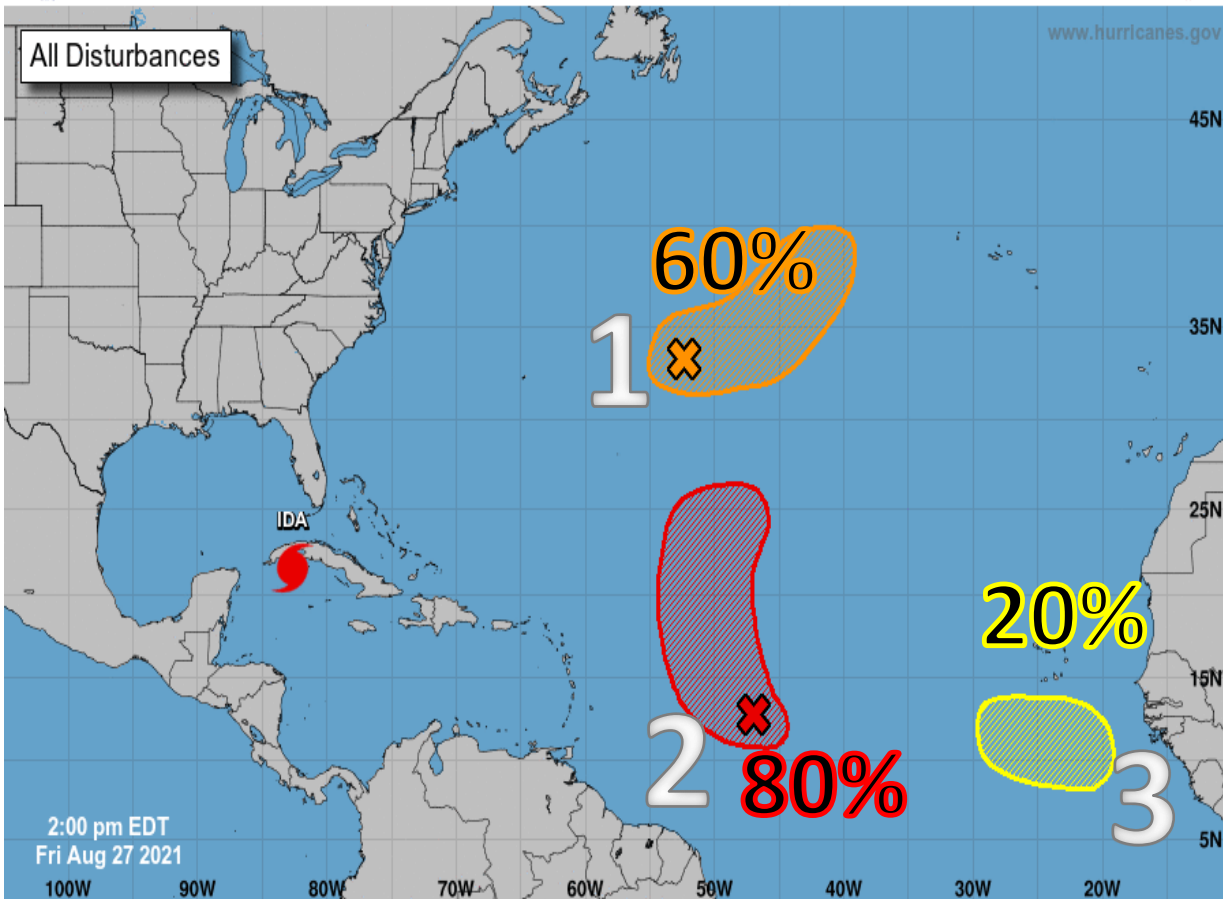 www.hurricanes.gov
All Disturbances
45N
60%
1
35N
25N
IDA
20%
15N
2
80%
3
2:00 pm EDT
Fri Aug 27 2021
5N
100W 90W 80W 70W 60W 50W 40W 30W 20W